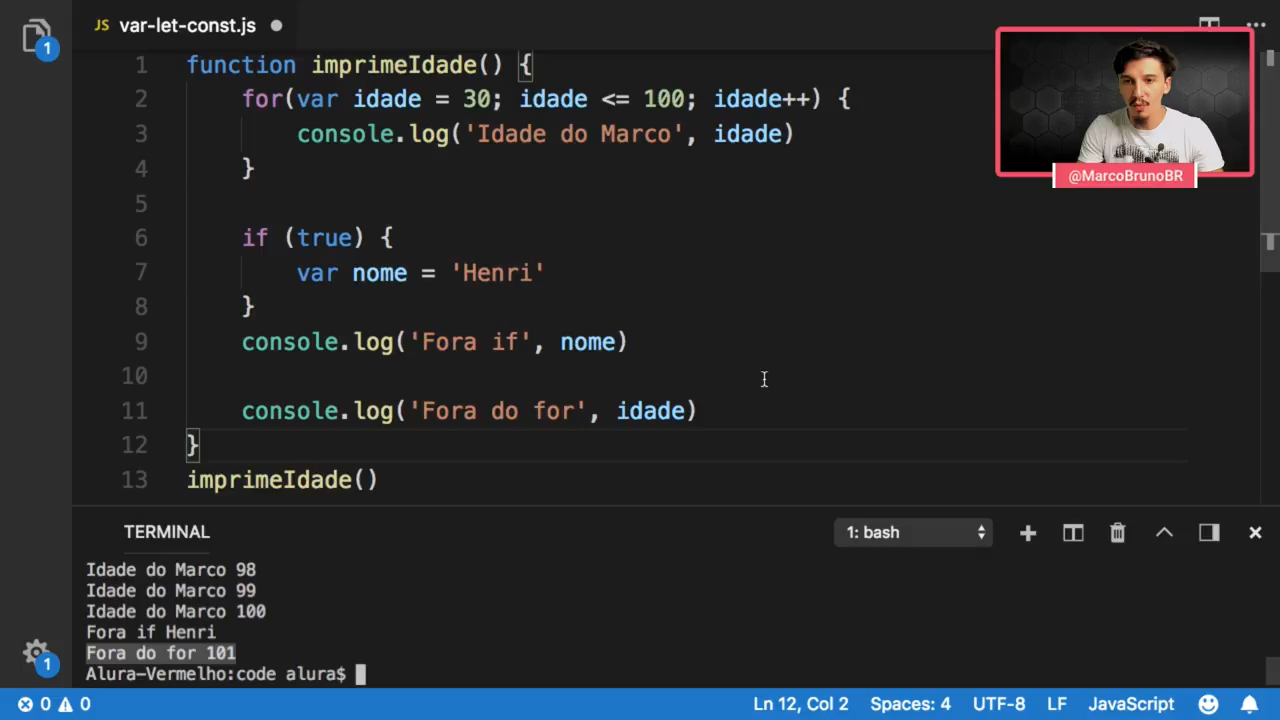 JS var-let-const.js
1 function imprimeIdade() {
2 for(var idade = 30; idade <= 100; idade++) {
3 console.log('Idade do Marco', idade)
4 }
5
6 if (true) {
7 var nome = 'Henri'
8 }
9 console.log('Fora if', nome)
10
11 console.log('Fora do for', idade)
12 }
13 imprimeIdade()
@MarcoBrunoBR
1
TERMINAL 1: bash
Idade do Marco 98
Idade do Marco 99
Idade do Marco 100
Fora if Henri
Fora do for 101
Alura-Vermelho:code alura$
1
0 0 Ln 12, Col 2 Spaces: 4 UTF-8 LF JavaScript